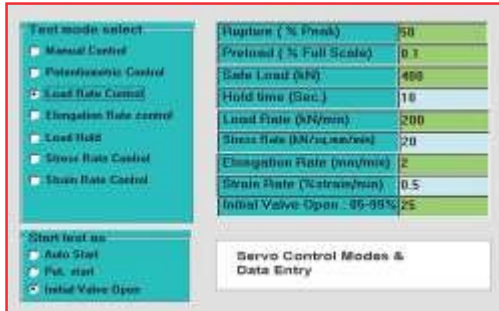 Test mode select
Manual Control
Potentiometric Control
Load Rate Control
Elongation Rate control
Load Hold
Stress Rate Control
Strain Rate Control
Start test as
Auto Start
Pot. start
Initial Valve Open
Rupture ( % Peak) 50
Preload ( % Full Scale) 0.1
Safe Load (kN) 400
Hold time (Sec.) 10
Load Rate (kN/min) 200
Stress Rate (kN/sq.mm/min) 20
Elongation Rate (mm/min) 2
Strain Rate (%strain/min) 0.5
Initial Valve Open : 05-95% 25
Servo Control Modes &
Data Entry